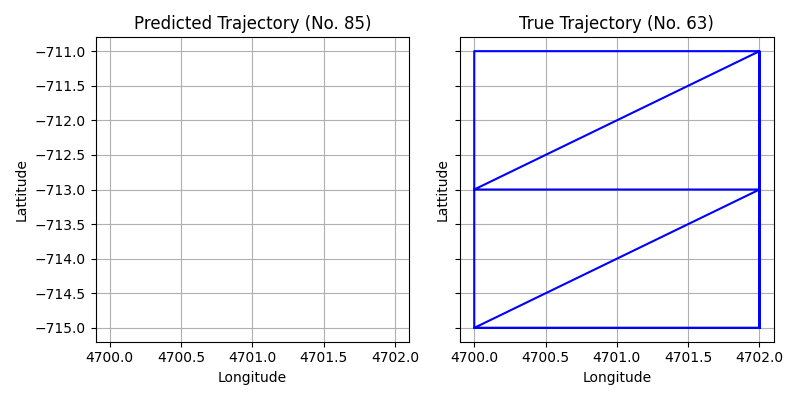 Predicted Trajectory (No. 85)
True Trajectory (No. 63)
−711.0
−711.5
−712.0
−712.5
−713.0
−713.5
−714.0
−714.5
−715.0
Lattitude
Lattitude
4700.0 4700.5 4701.0 4701.5 4702.0
4700.0 4700.5 4701.0 4701.5 4702.0
Longitude
Longitude